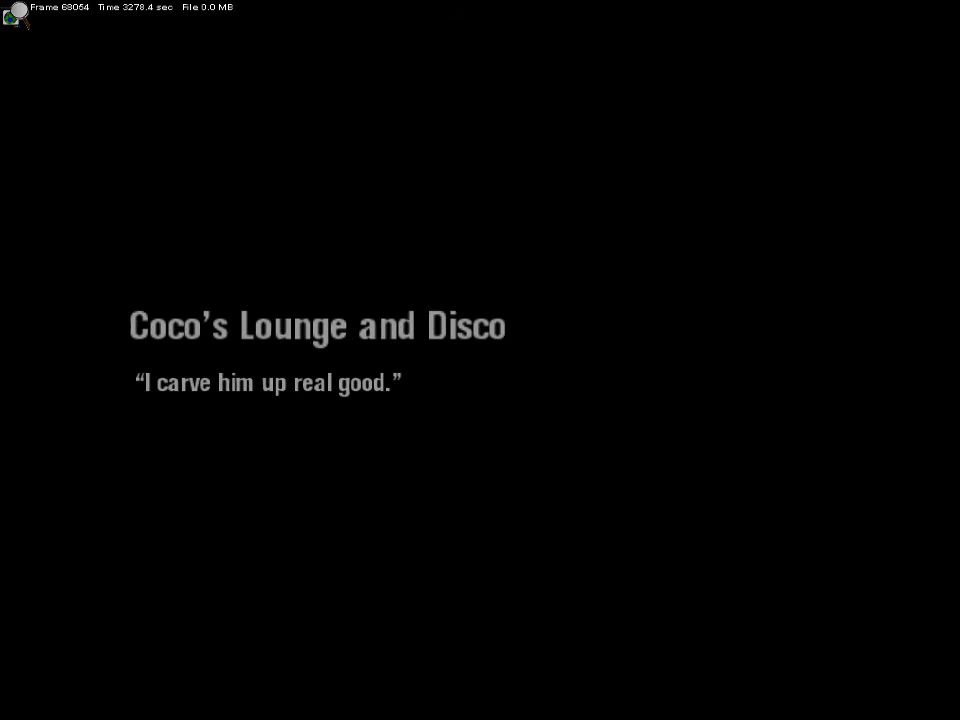 Frame 68054 Time 3278.4 sec File 0.0 MB
Coco's Lounge and Disco
“I carve him up real good.”